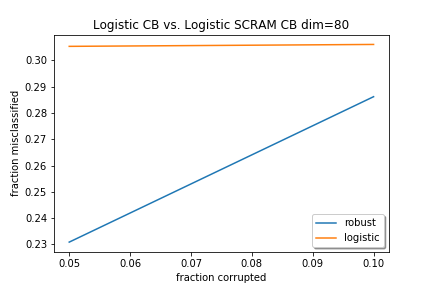 Logistic CB vs. Logistic SCRAM CB dim=80
fraction misclassified
0.30
0.29
0.28
0.27
0.26
0.25
0.24
0.23
robust
logistic
0.05
0.06
0.07
0.08
0.09
0.10
fraction corrupted